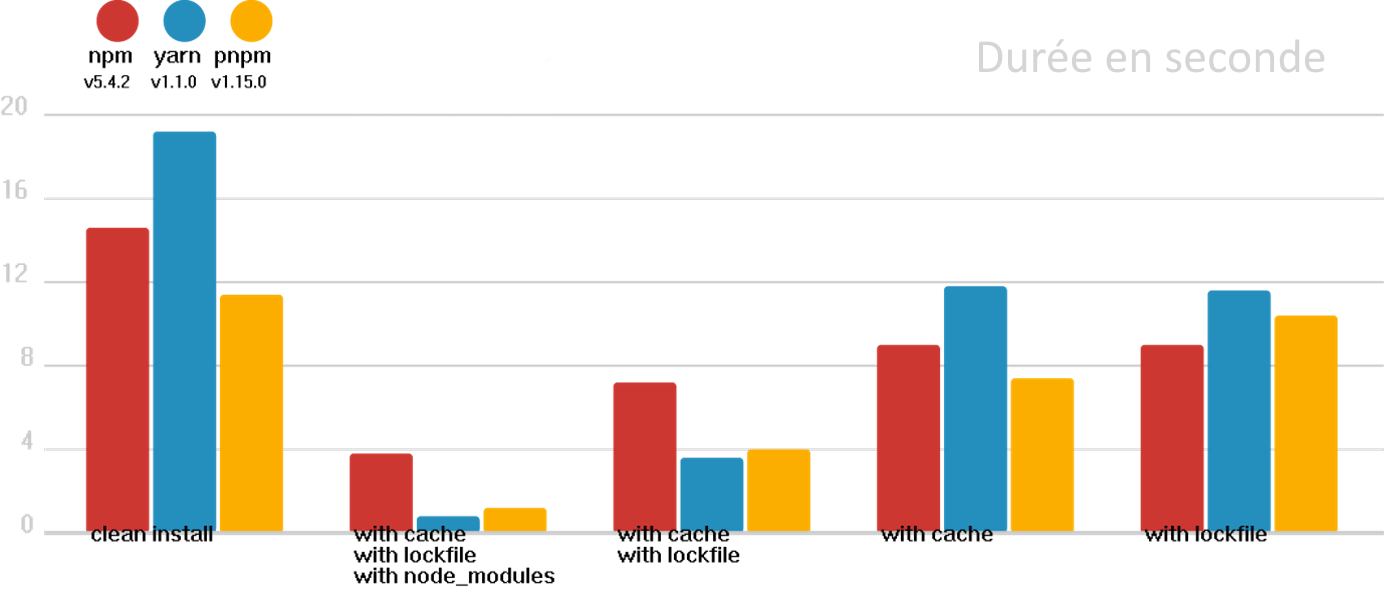 npm yarn pnpm
v5.4.2 v1.1.0 v1.15.0
Durée en seconde
20
16
12
8
4
0
clean install
with cache
with lockfile
with node_modules
with cache
with lockfile
with cache
with lockfile